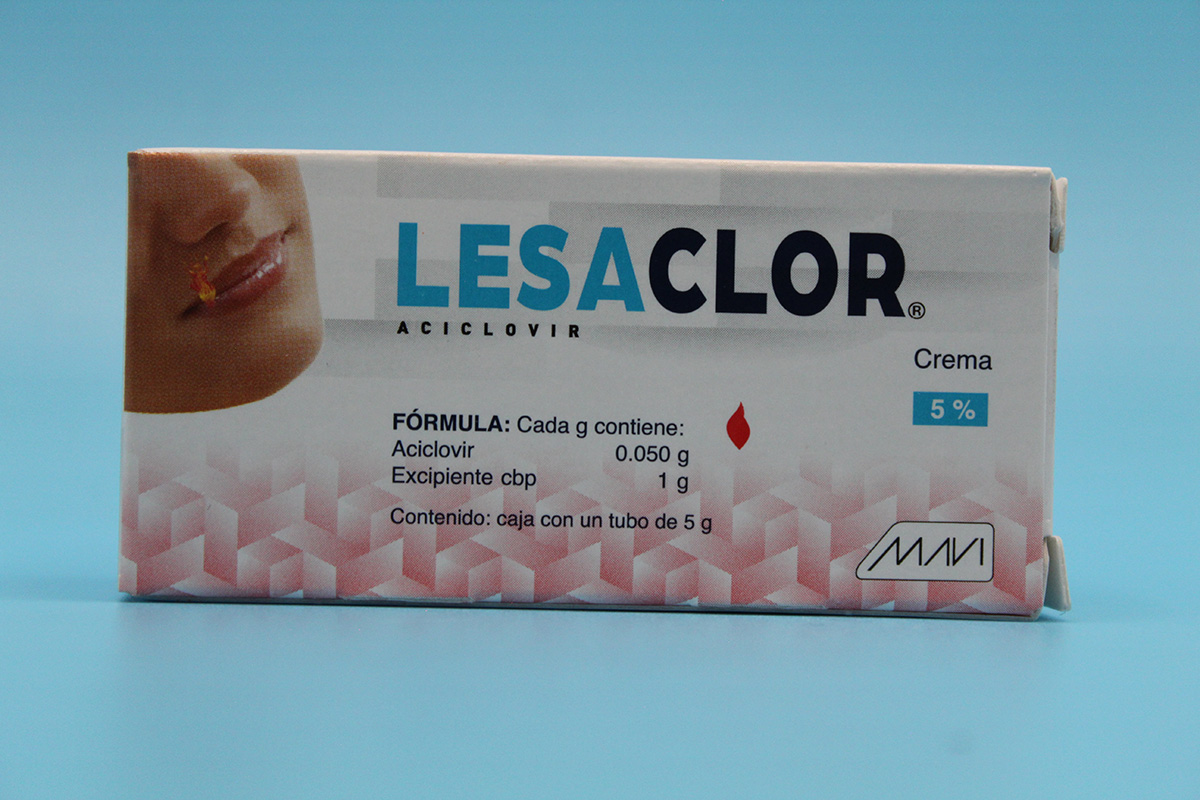 LESACLOR®
ACICLOVIR
Crema
5 %
FÓRMULA: Cada g contiene:
Aciclovir 0.050 g
Excipiente cbp 1 g
Contenido: caja con un tubo de 5 g
MAVI